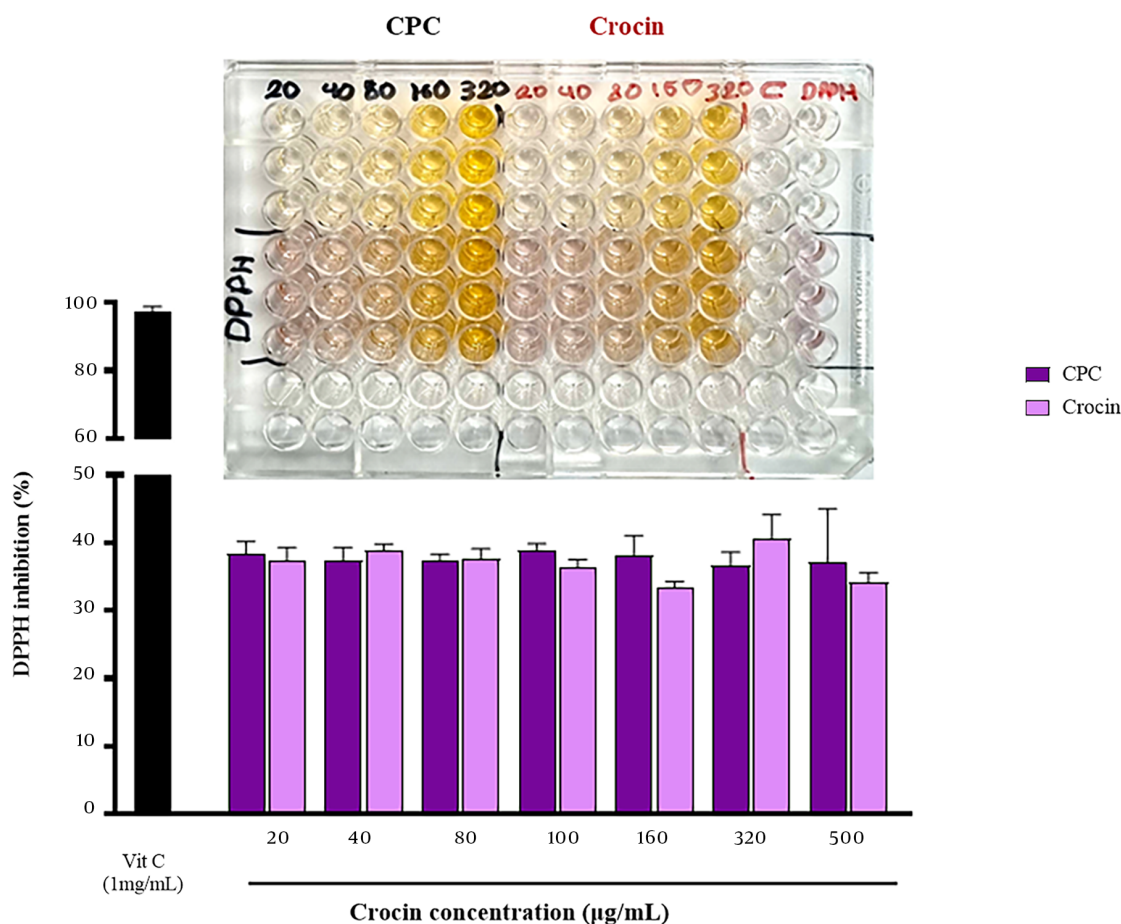 CPC Crocin
20 40 80 160 320 20 40 80 160 320 C DPPH
DPPH
100
80
60
50
40
30
20
10
0
DPPH inhibition (%)
CPC
Crocin
20 40 80 100 160 320 500
Vit C
(1mg/mL)
Crocin concentration (µg/mL)